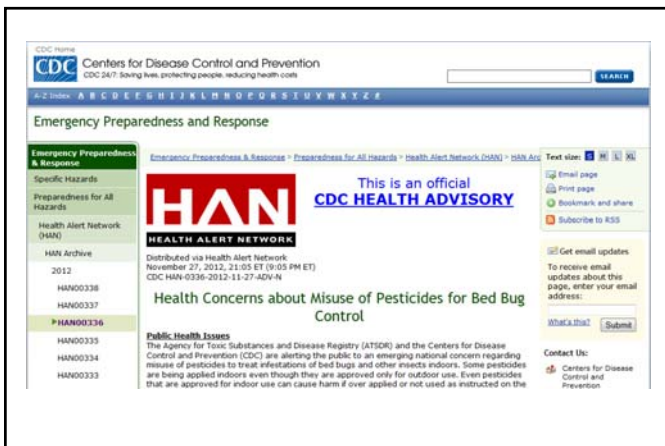 CDC Home
CDC
Centers for Disease Control and Prevention
CDC 24/7: Saving lives, protecting people, reducing health costs
SEARCH
A-Z Index A B C D E F G H I J K L M N O P Q R S T U V W X Y Z #
Emergency Preparedness and Response
Emergency Preparedness & Response
Specific Hazards
Preparedness for All Hazards
Health Alert Network (HAN)
HAN Archive
2012
HAN00338
HAN00337
HAN00336
HAN00335
HAN00334
HAN00333
Emergency Preparedness & Response > Preparedness for All Hazards > Health Alert Network (HAN) > HAN Arc
HAN
HEALTH ALERT NETWORK
This is an official
CDC HEALTH ADVISORY
Distributed via Health Alert Network
November 27, 2012, 21:05 ET (9:05 PM ET)
CDC HAN-0336-2012-11-27-ADV-N
Health Concerns about Misuse of Pesticides for Bed Bug
Control
Public Health Issues
The Agency for Toxic Substances and Disease Registry (ATSDR) and the Centers for Disease
Control and Prevention (CDC) are alerting the public to an emerging national concern regarding
misuse of pesticides to treat infestations of bed bugs and other insects indoors. Some pesticides
are being applied indoors even though they are approved only for outdoor use. Even pesticides
that are approved for indoor use can cause harm if over applied or not used as instructed on the
Text size: S M L XL
Email page
Print page
Bookmark and share
Subscribe to RSS
Get email updates
To receive email
updates about this
page, enter your email
address:
What's this? Submit
Contact Us:
Centers for Disease
Control and
Prevention